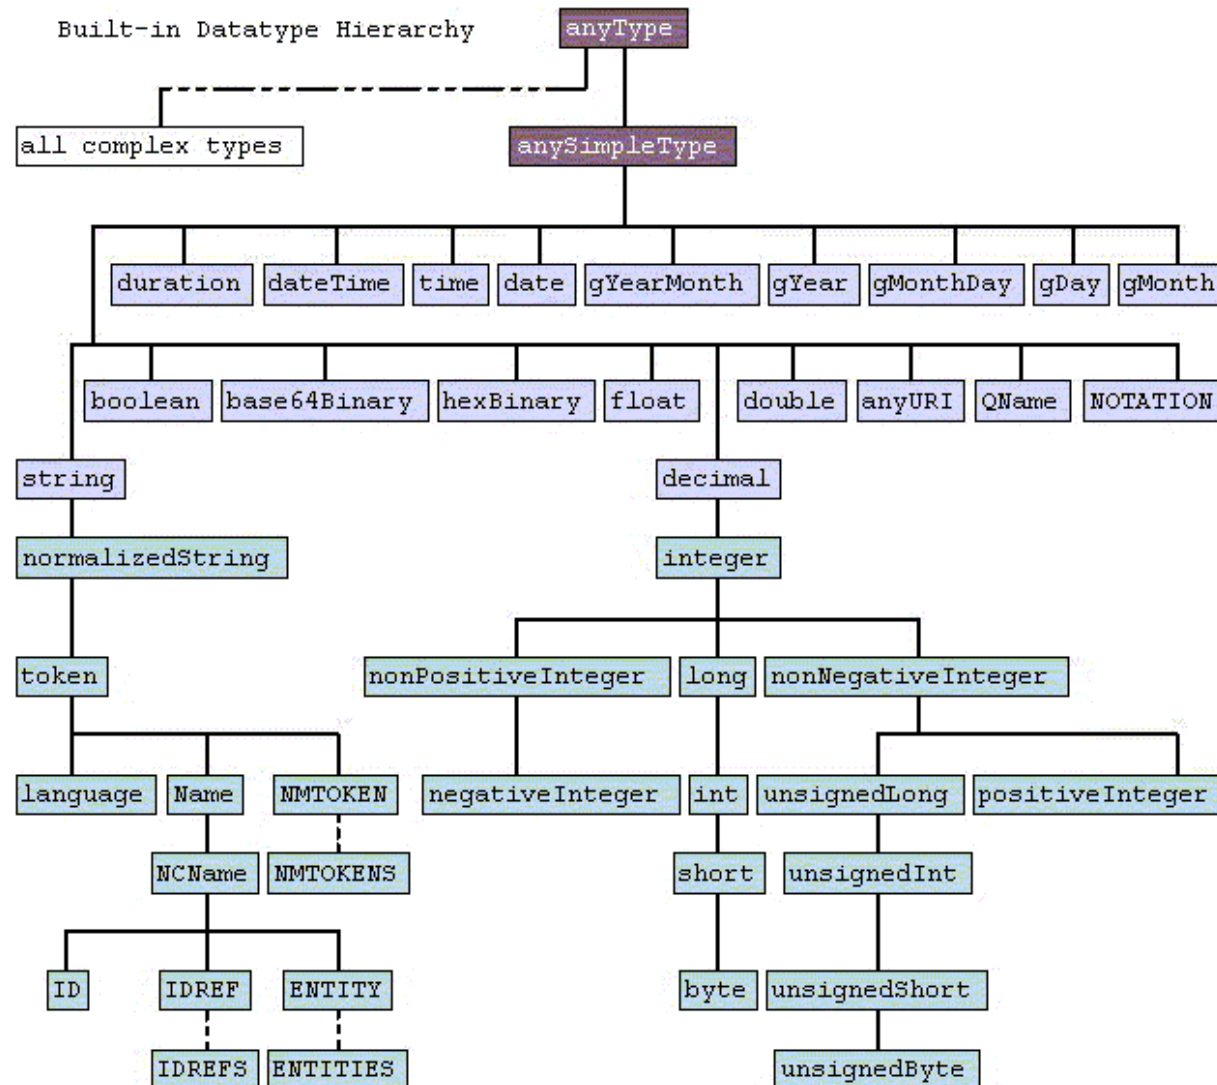 Built-in Datatype Hierarchy anyType
all complex types anySimpleType
duration dateTime time date gYearMonth gYear gMonthDay gDay gMonth
boolean base64Binary hexBinary float double anyURI QName NOTATION
string decimal
normalizedString integer
token nonPositiveInteger long nonNegativeInteger
language Name NMTOKEN negativeInteger int unsignedLong positiveInteger
NCName NMTOKENS short unsignedInt
ID IDREF ENTITY byte unsignedShort
IDREFS ENTITIES unsignedByte